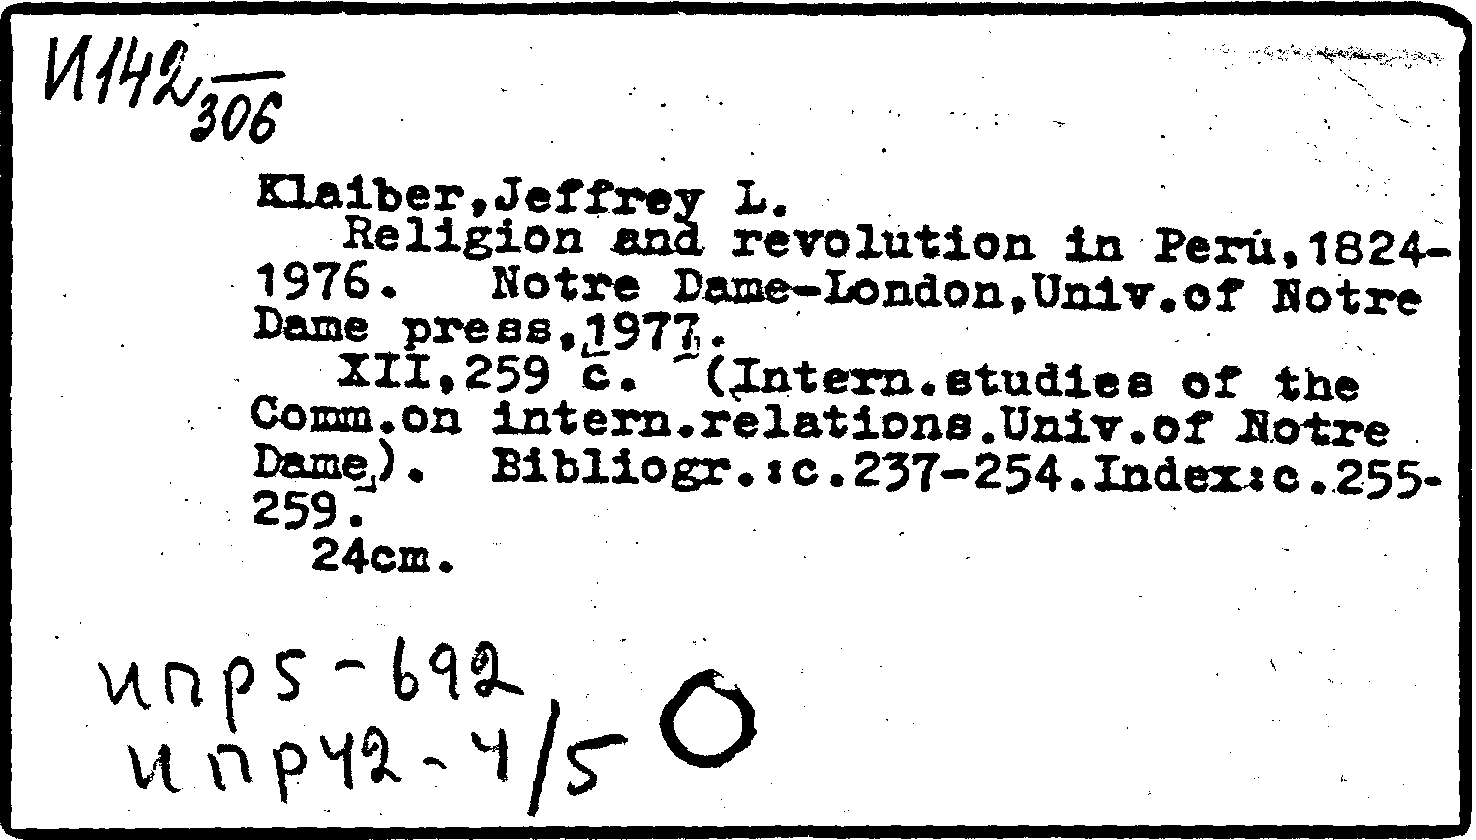 И142
306
Klaiber,Jeffrey L.
Religion and revolution in Perú,1824-
1976. Notre Dame-London,Univ.of Notre
Dame press,1977.
XII,259 c. (Intern.studies of the
Comm.on intern.relations.Univ.of Notre
Dame). Bibliogr.:c.237-254.Index:c.255-
259.
24cm.
ипр5-692
ипр42-4/5